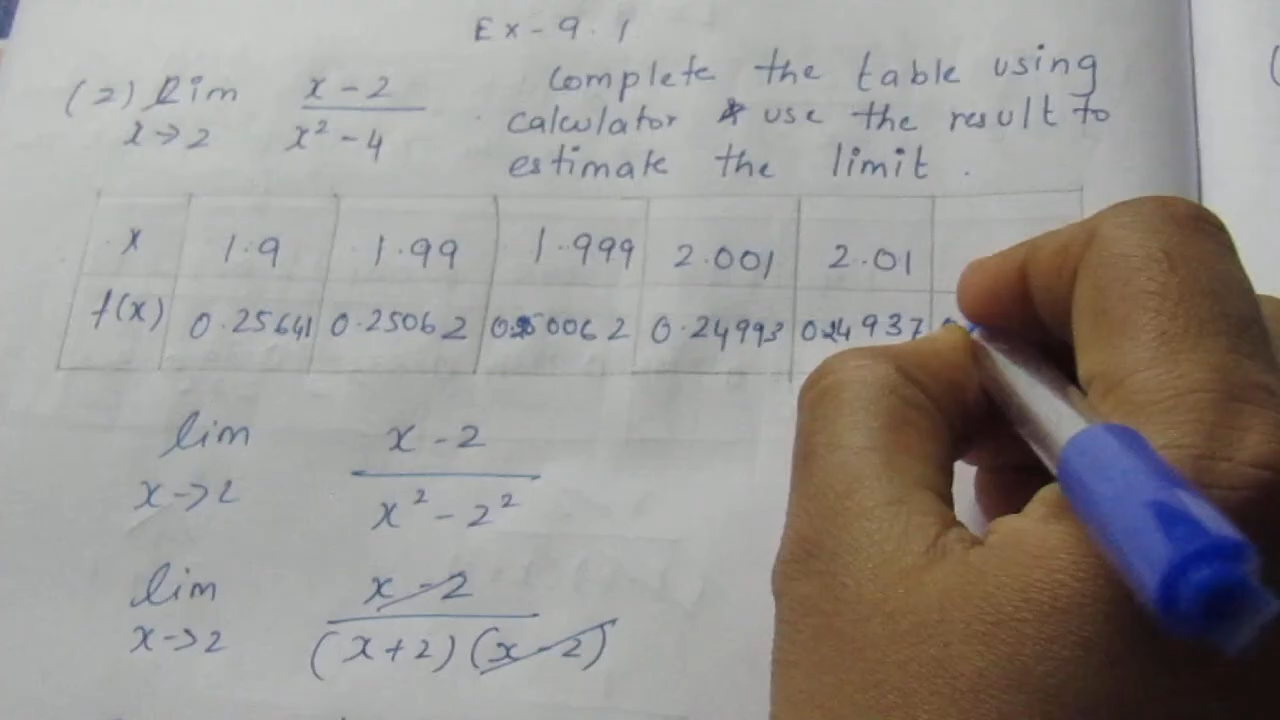 Ex-9.1
(2) lim x-2 / x²-4 Complete the table using
x→2 calculator & use the result to
estimate the limit.
x 1.9 1.99 1.999 2.001 2.01
f(x) 0.25641 0.25062 0.250062 0.24993 0.24937
lim x-2
x→2 x²-2²
lim x-2
x→2 (x+2)(x-2)